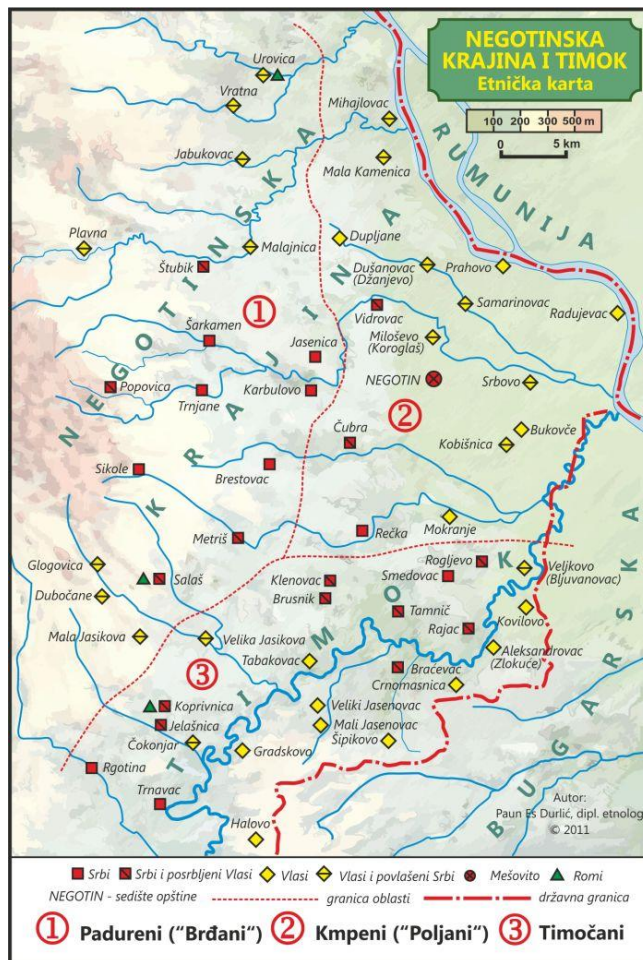 NEGOTINSKA
KRAJINA I TIMOK
Etnička karta
100 200 300 500 m
0 5 km
Urovica
Vratna
Mihajlovac
Jabukovac
Mala Kamenica
RUMUNIJA
NEGOTINSKA
KRAJINA
Plavna
Malajnica
Dupljane
Štubik
Dušanovac
(Džanjevo)
Prahovo
Samarinovac
Radujevac
1
Vidrovac
Šarkamen
Miloševo
(Koroglaš)
Jasenica
NEGOTIN
Popovica
Trnjane
Karbulovo
Srbovo
2
Čubra
Bukovče
Kobišnica
Sikole
Brestovac
Mokranje
Rečka
Metriš
Glogovica
Salaš
Klenovac
Rogljevo
Smedovac
Veljkovo
(Bljuvanovac)
Dubočane
Brusnik
Tamnič
Kovilovo
Mala Jasikova
Velika Jasikova
Rajac
TIMOK
Aleksandrovac
(Zlokuće)
Tabakovac
3
Braćevac
Crnomasnica
Koprivnica
Veliki Jasenovac
Jelašnica
Mali Jasenovac
Čokonjar
Šipikovo
Gradskovo
Rgotina
Trnavac
Halovo
BUGARSKA
Autor:
Paun Es Durlić, dipl. etnolog
© 2011
Srbi Srbi i posrbljeni Vlasi Vlasi Vlasi i povlašeni Srbi Mešovito Romi
NEGOTIN - sedište opštine granica oblasti državna granica
1 Padureni (“Brđani“) 2 Kmpeni (“Poljani“) 3 Timočani